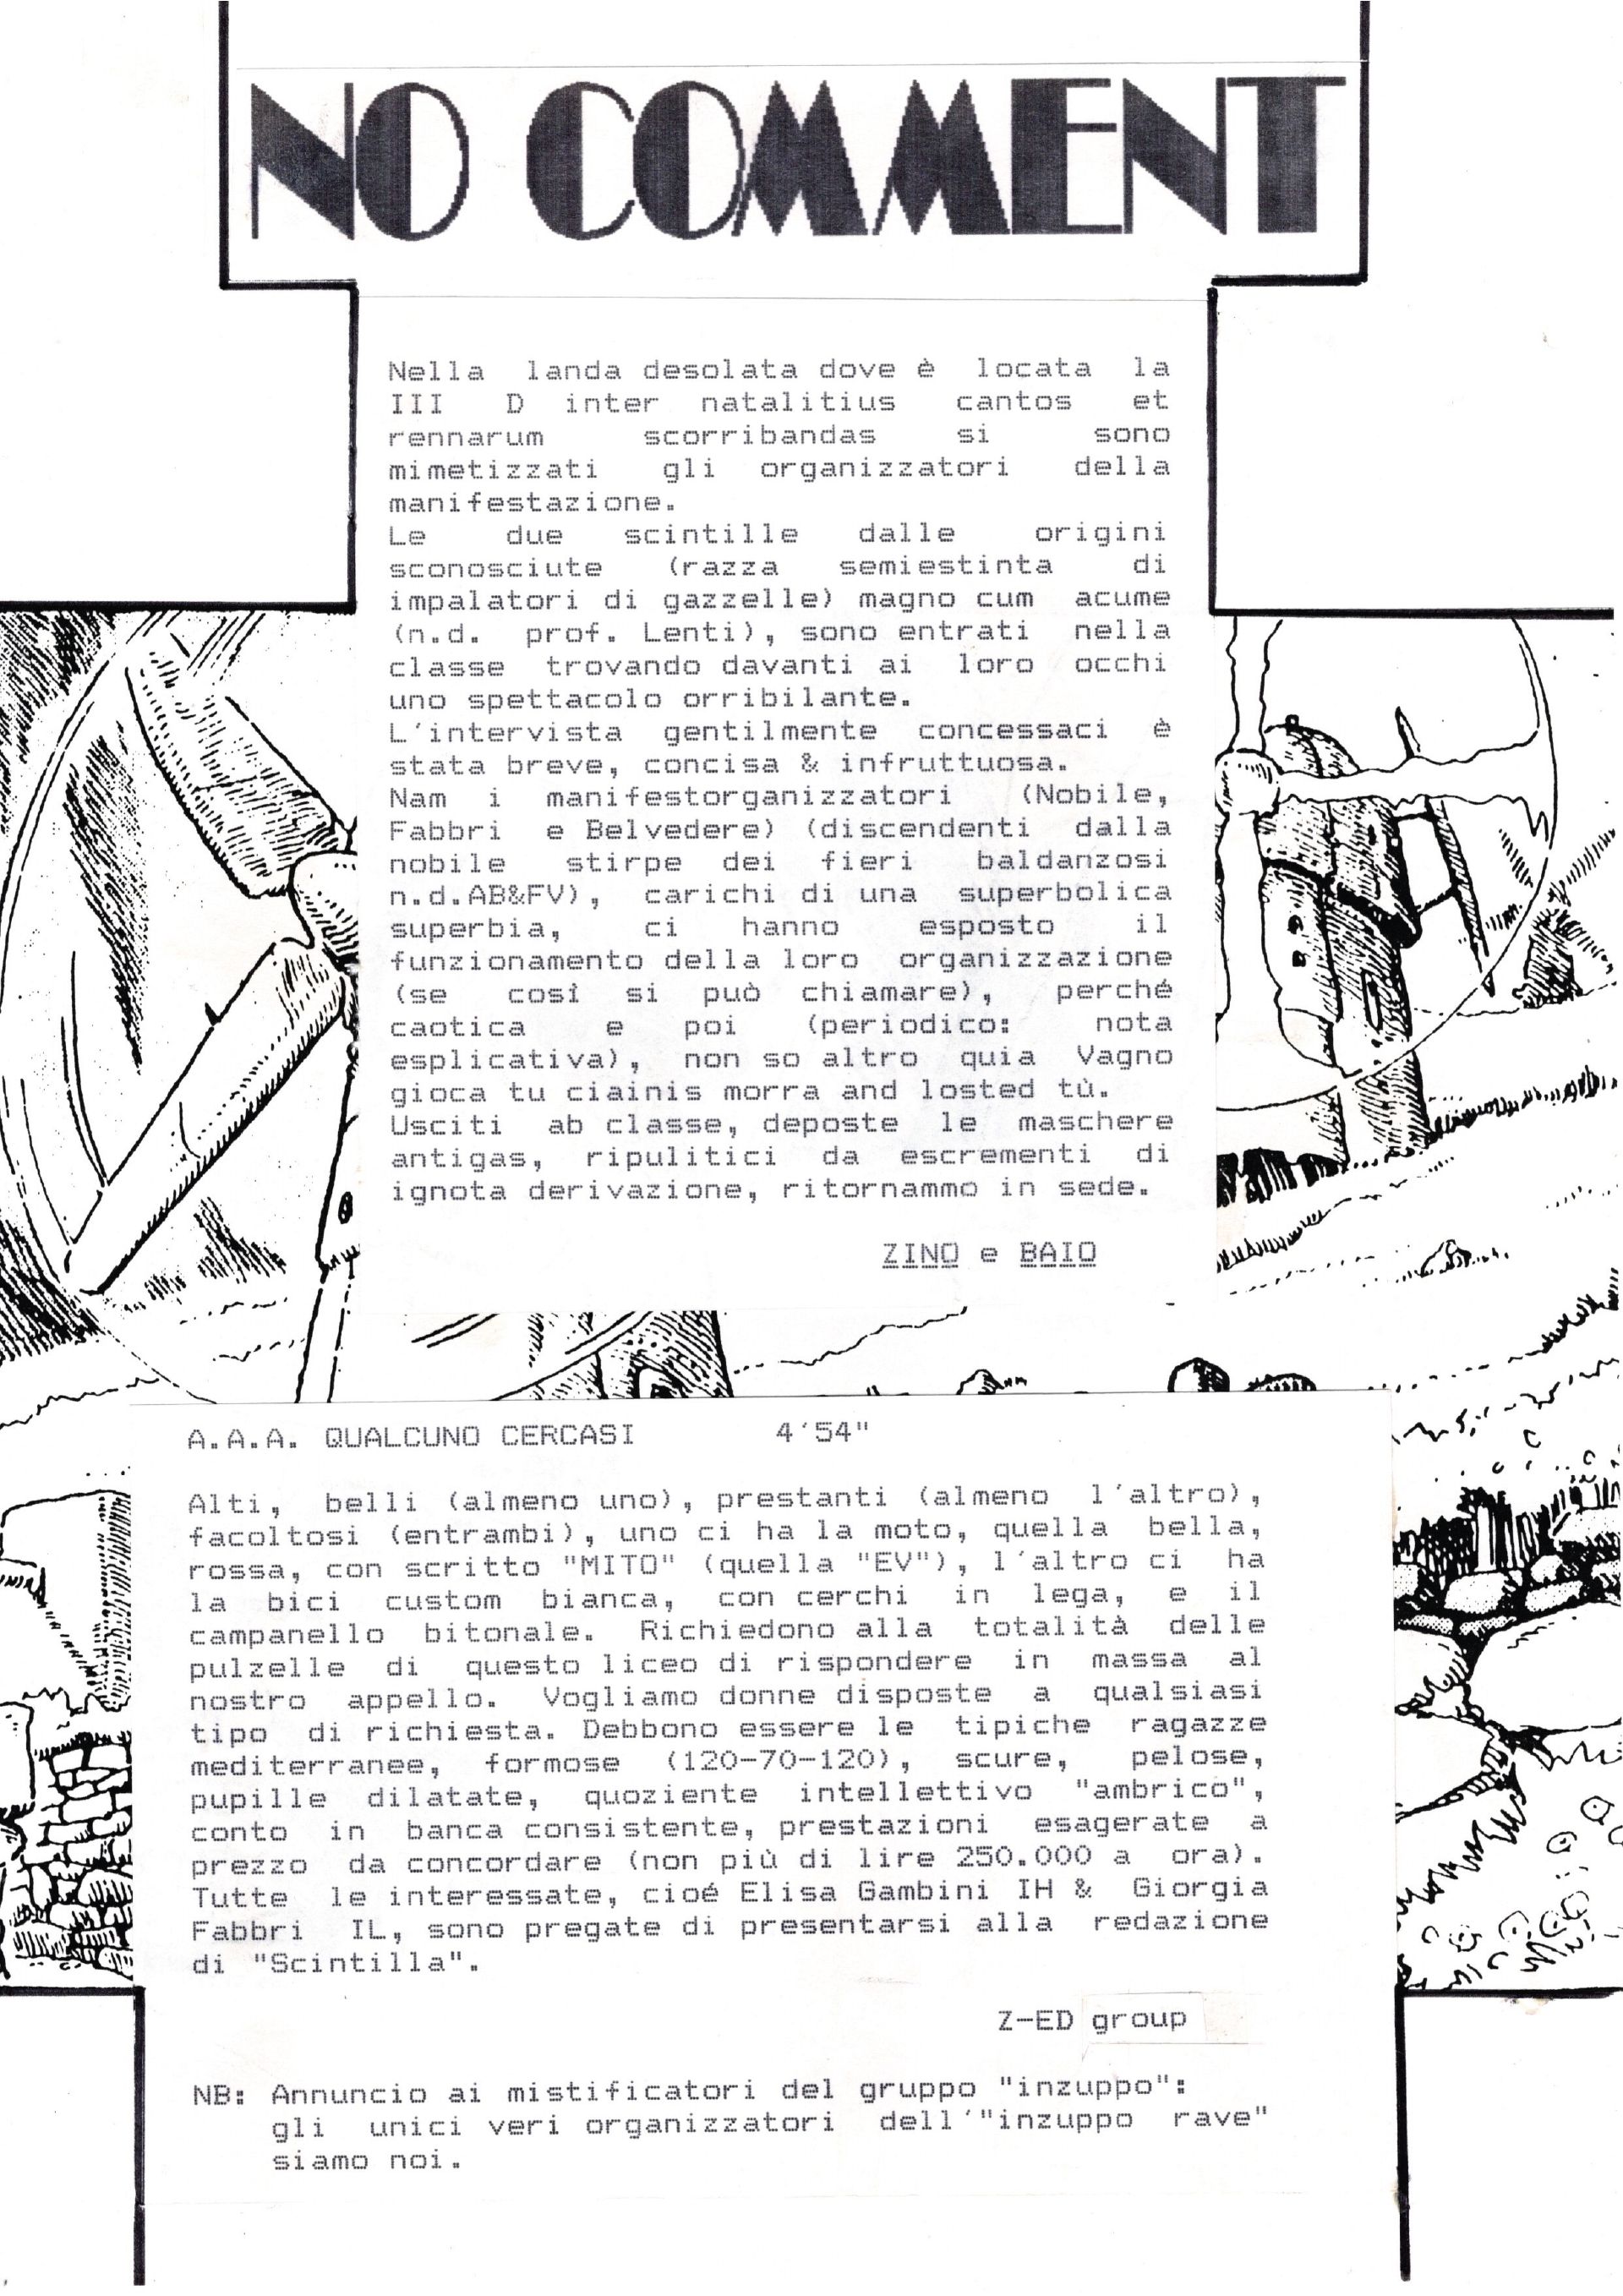 NO COMMENT
Nella landa desolata dove è locata la
III D inter natalitius cantos et
rennarum scorribandas si sono
mimetizzati gli organizzatori della
manifestazione.
Le due scintille dalle origini
sconosciute (razza semiestinta di
impalatori di gazzelle) magno cum acume
(n.d. prof. Lenti), sono entrati nella
classe trovando davanti ai loro occhi
uno spettacolo orribilante.
L'intervista gentilmente concessaci è
stata breve, concisa & infruttuosa.
Nam i manifestorganizzatori (Nobile,
Fabbri e Belvedere) (discendenti dalla
nobile stirpe dei fieri baldanzosi
n.d.AB&FV), carichi di una superbolica
superbia, ci hanno esposto il
funzionamento della loro organizzazione
(se così si può chiamare), perché
caotica e poi (periodico: nota
esplicativa), non so altro quia Vagno
gioca tu ciainis morra and losted tù.
Usciti ab classe, deposte le maschere
antigas, ripulitici da escrementi di
ignota derivazione, ritornammo in sede.
ZINO e BAIO
A.A.A. QUALCUNO CERCASI 4'54"
Alti, belli (almeno uno), prestanti (almeno l'altro),
facoltosi (entrambi), uno ci ha la moto, quella bella,
rossa, con scritto "MITO" (quella "EV"), l'altro ci ha
la bici custom bianca, con cerchi in lega, e il
campanello bitonale. Richiedono alla totalità delle
pulzelle di questo liceo di rispondere in massa al
nostro appello. Vogliamo donne disposte a qualsiasi
tipo di richiesta. Debbono essere le tipiche ragazze
mediterranee, formose (120-70-120), scure, pelose,
pupille dilatate, quoziente intellettivo "ambrico",
conto in banca consistente, prestazioni esagerate a
prezzo da concordare (non più di lire 250.000 a ora).
Tutte le interessate, cioé Elisa Gambini IH & Giorgia
Fabbri IL, sono pregate di presentarsi alla redazione
di "Scintilla".
Z-ED group
NB: Annuncio ai mistificatori del gruppo "inzuppo":
gli unici veri organizzatori dell'"inzuppo rave"
siamo noi.